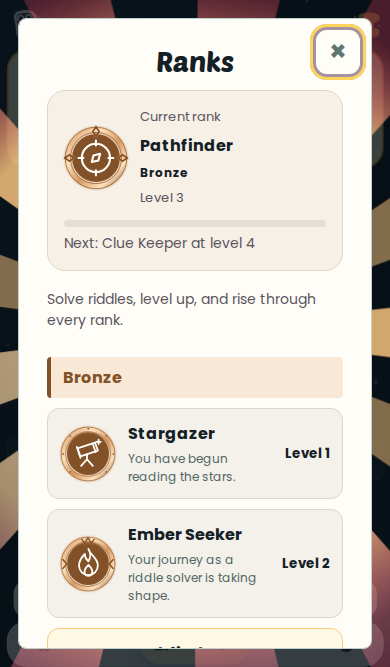 Ranks
✖
Current rank
Pathfinder
Bronze
Level 3
Next: Clue Keeper at level 4
Solve riddles, level up, and rise through
every rank.
Bronze
Stargazer
You have begun
reading the stars.
Level 1
Ember Seeker
Your journey as a
riddle solver is taking
shape.
Level 2